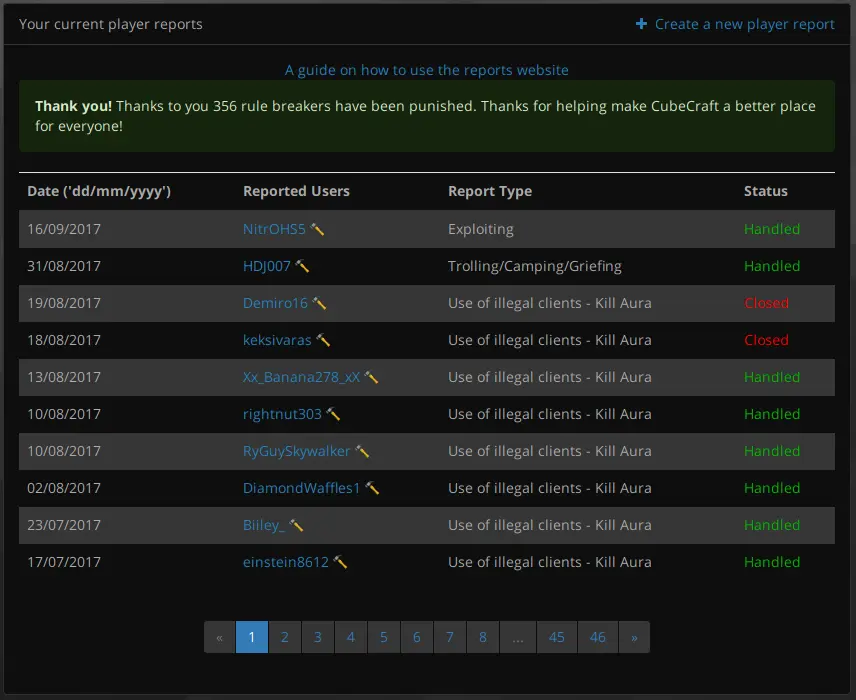 Your current player reports
+ Create a new player report
A guide on how to use the reports website
Thank you! Thanks to you 356 rule breakers have been punished. Thanks for helping make CubeCraft a better place
for everyone!
Date ('dd/mm/yyyy') Reported Users Report Type Status
16/09/2017 NitrOHS5 Exploiting Handled
31/08/2017 HDJ007 Trolling/Camping/Griefing Handled
19/08/2017 Demiro16 Use of illegal clients - Kill Aura Closed
18/08/2017 keksivaras Use of illegal clients - Kill Aura Closed
13/08/2017 Xx_Banana278_xX Use of illegal clients - Kill Aura Handled
10/08/2017 rightnut303 Use of illegal clients - Kill Aura Handled
10/08/2017 RyGuySkywalker Use of illegal clients - Kill Aura Handled
02/08/2017 DiamondWaffles1 Use of illegal clients - Kill Aura Handled
23/07/2017 Biiley_ Use of illegal clients - Kill Aura Handled
17/07/2017 einstein8612 Use of illegal clients - Kill Aura Handled
« 1 2 3 4 5 6 7 8 ... 45 46 »